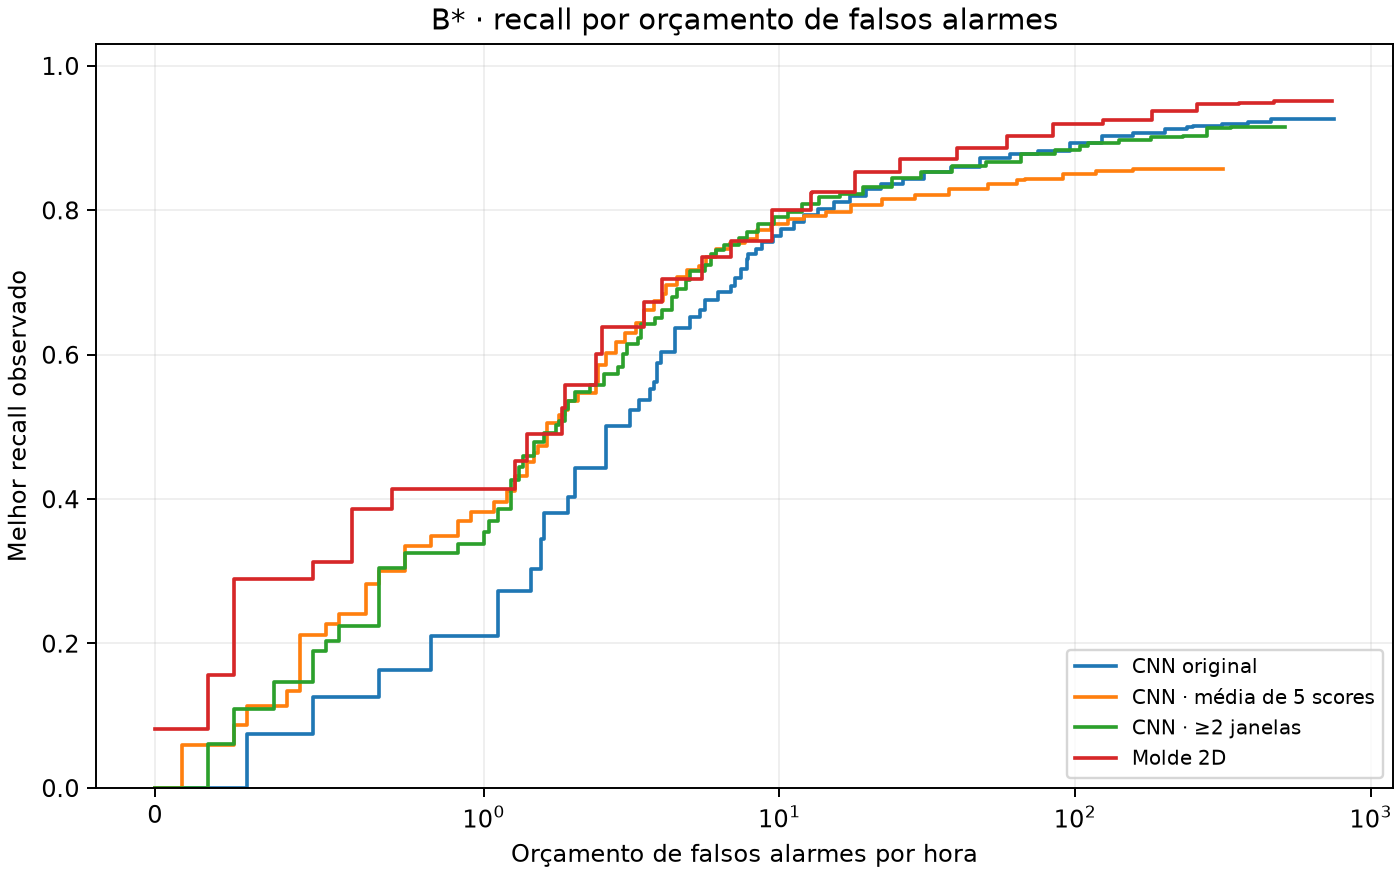 B* · recall por orçamento de falsos alarmes
Melhor recall observado
1.0
0.8
0.6
0.4
0.2
0.0
0
10⁰
10¹
10²
10³
Orçamento de falsos alarmes por hora
CNN original
CNN · média de 5 scores
CNN · ≥2 janelas
Molde 2D